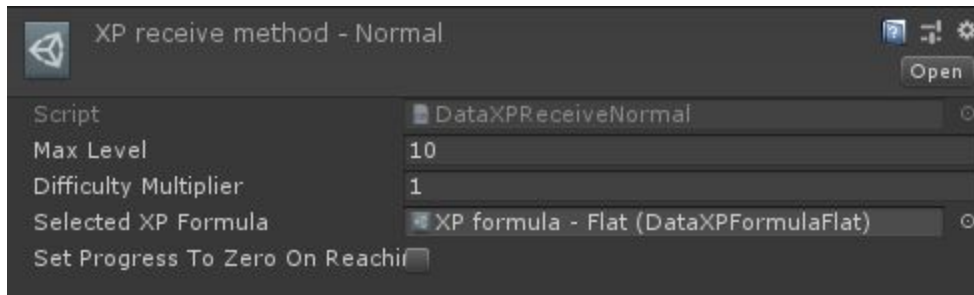 XP receive method - Normal
Open
Script DataXPReceiveNormal
Max Level 10
Difficulty Multiplier 1
Selected XP Formula XP formula - Flat (DataXPFormulaFlat)
Set Progress To Zero On